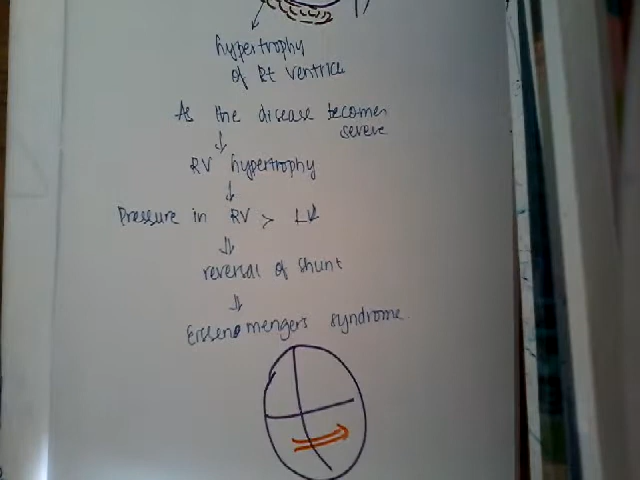 hypertrophy
of Rt ventricle
As the disease becomes
severe
RV hypertrophy
Pressure in RV > LV
reversal of shunt
Eissenomengers syndrome.